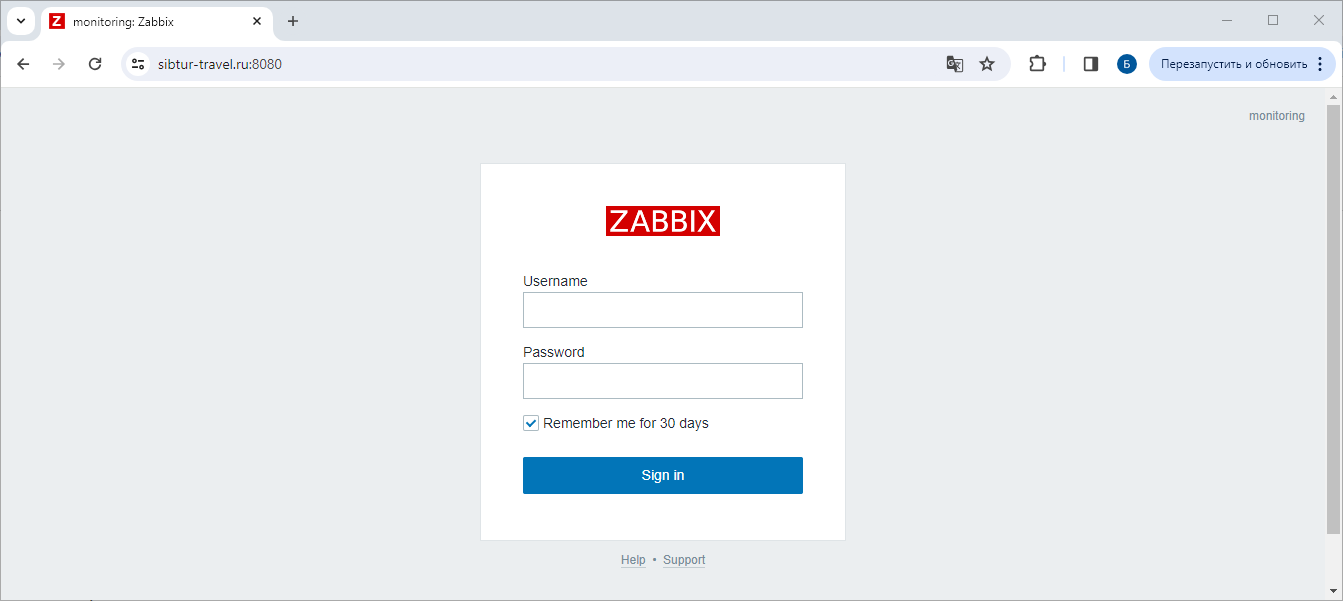 monitoring: Zabbix
sibtur-travel.ru:8080
Б
Перезапустить и обновить
monitoring
ZABBIX
Username
Password
Remember me for 30 days
Sign in
Help • Support